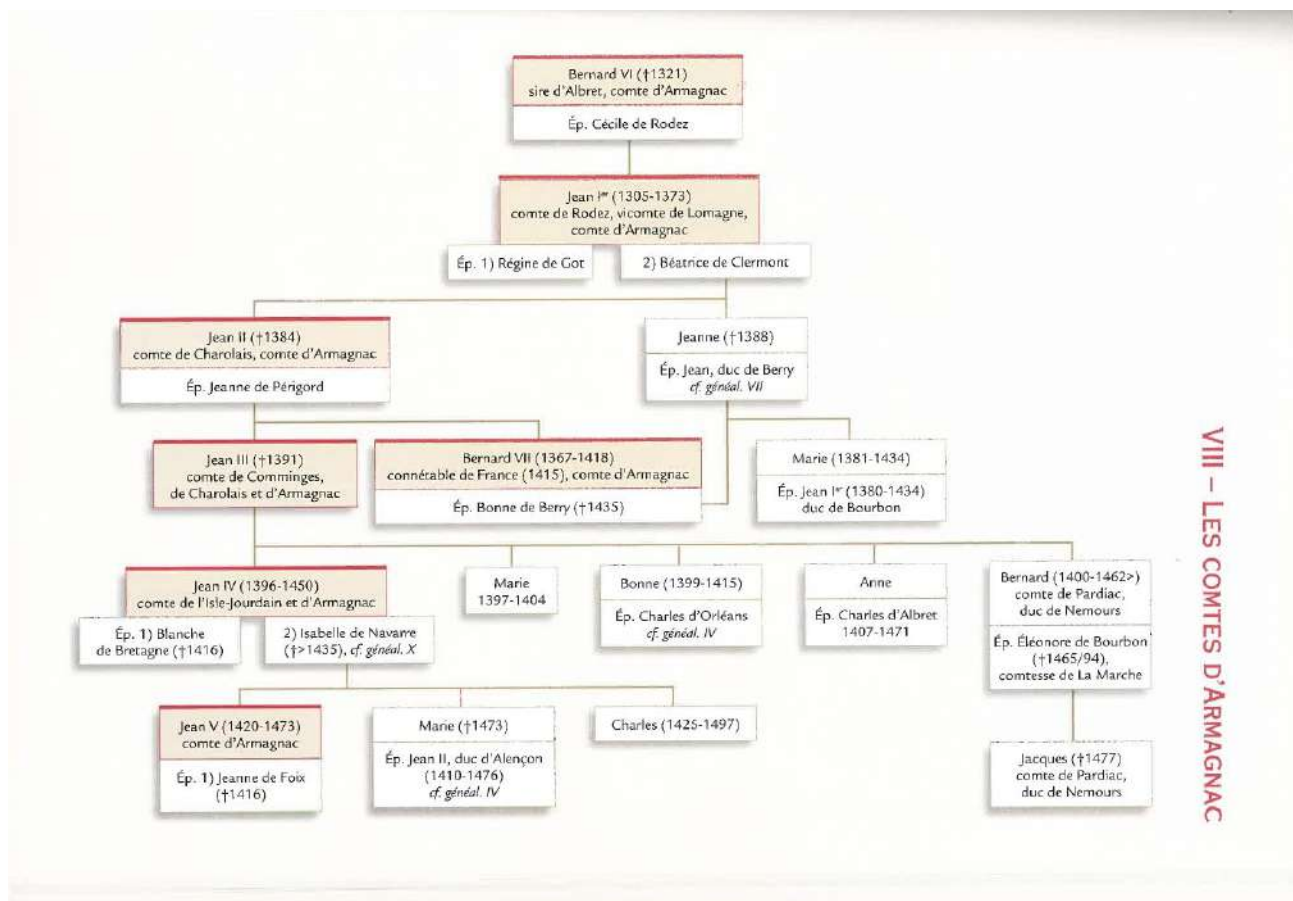 Bernard VI (†1321)
sire d'Albret, comte d'Armagnac
Ép. Cécile de Rodez
Jean Ier (1305-1373)
comte de Rodez, vicomte de Lomagne,
comte d'Armagnac
Ép. 1) Régine de Got
2) Béatrice de Clermont
Jean II (†1384)
comte de Charolais, comte d'Armagnac
Ép. Jeanne de Périgord
Jeanne (†1388)
Ép. Jean, duc de Berry
cf. généal. VII
Jean III (†1391)
comte de Comminges,
de Charolais et d'Armagnac
Bernard VII (1367-1418)
connétable de France (1415), comte d'Armagnac
Ép. Bonne de Berry (†1435)
Marie (1381-1434)
Ép. Jean Ier (1380-1434)
duc de Bourbon
Jean IV (1396-1450)
comte de l'Isle-Jourdain et d'Armagnac
Ép. 1) Blanche
de Bretagne (†1416)
2) Isabelle de Navarre
(†>1435), cf. généal. X
Marie
1397-1404
Bonne (1399-1415)
Ép. Charles d'Orléans
cf. généal. IV
Anne
Ép. Charles d'Albret
1407-1471
Bernard (1400-1462>)
comte de Pardiac,
duc de Nemours
Ép. Éléonore de Bourbon
(†1465/94),
comtesse de La Marche
Jean V (1420-1473)
comte d'Armagnac
Ép. 1) Jeanne de Foix
(†1416)
Marie (†1473)
Ép. Jean II, duc d'Alençon
(1410-1476)
cf. généal. IV
Charles (1425-1497)
Jacques (†1477)
comte de Pardiac,
duc de Nemours
VIII – LES COMTES D'ARMAGNAC